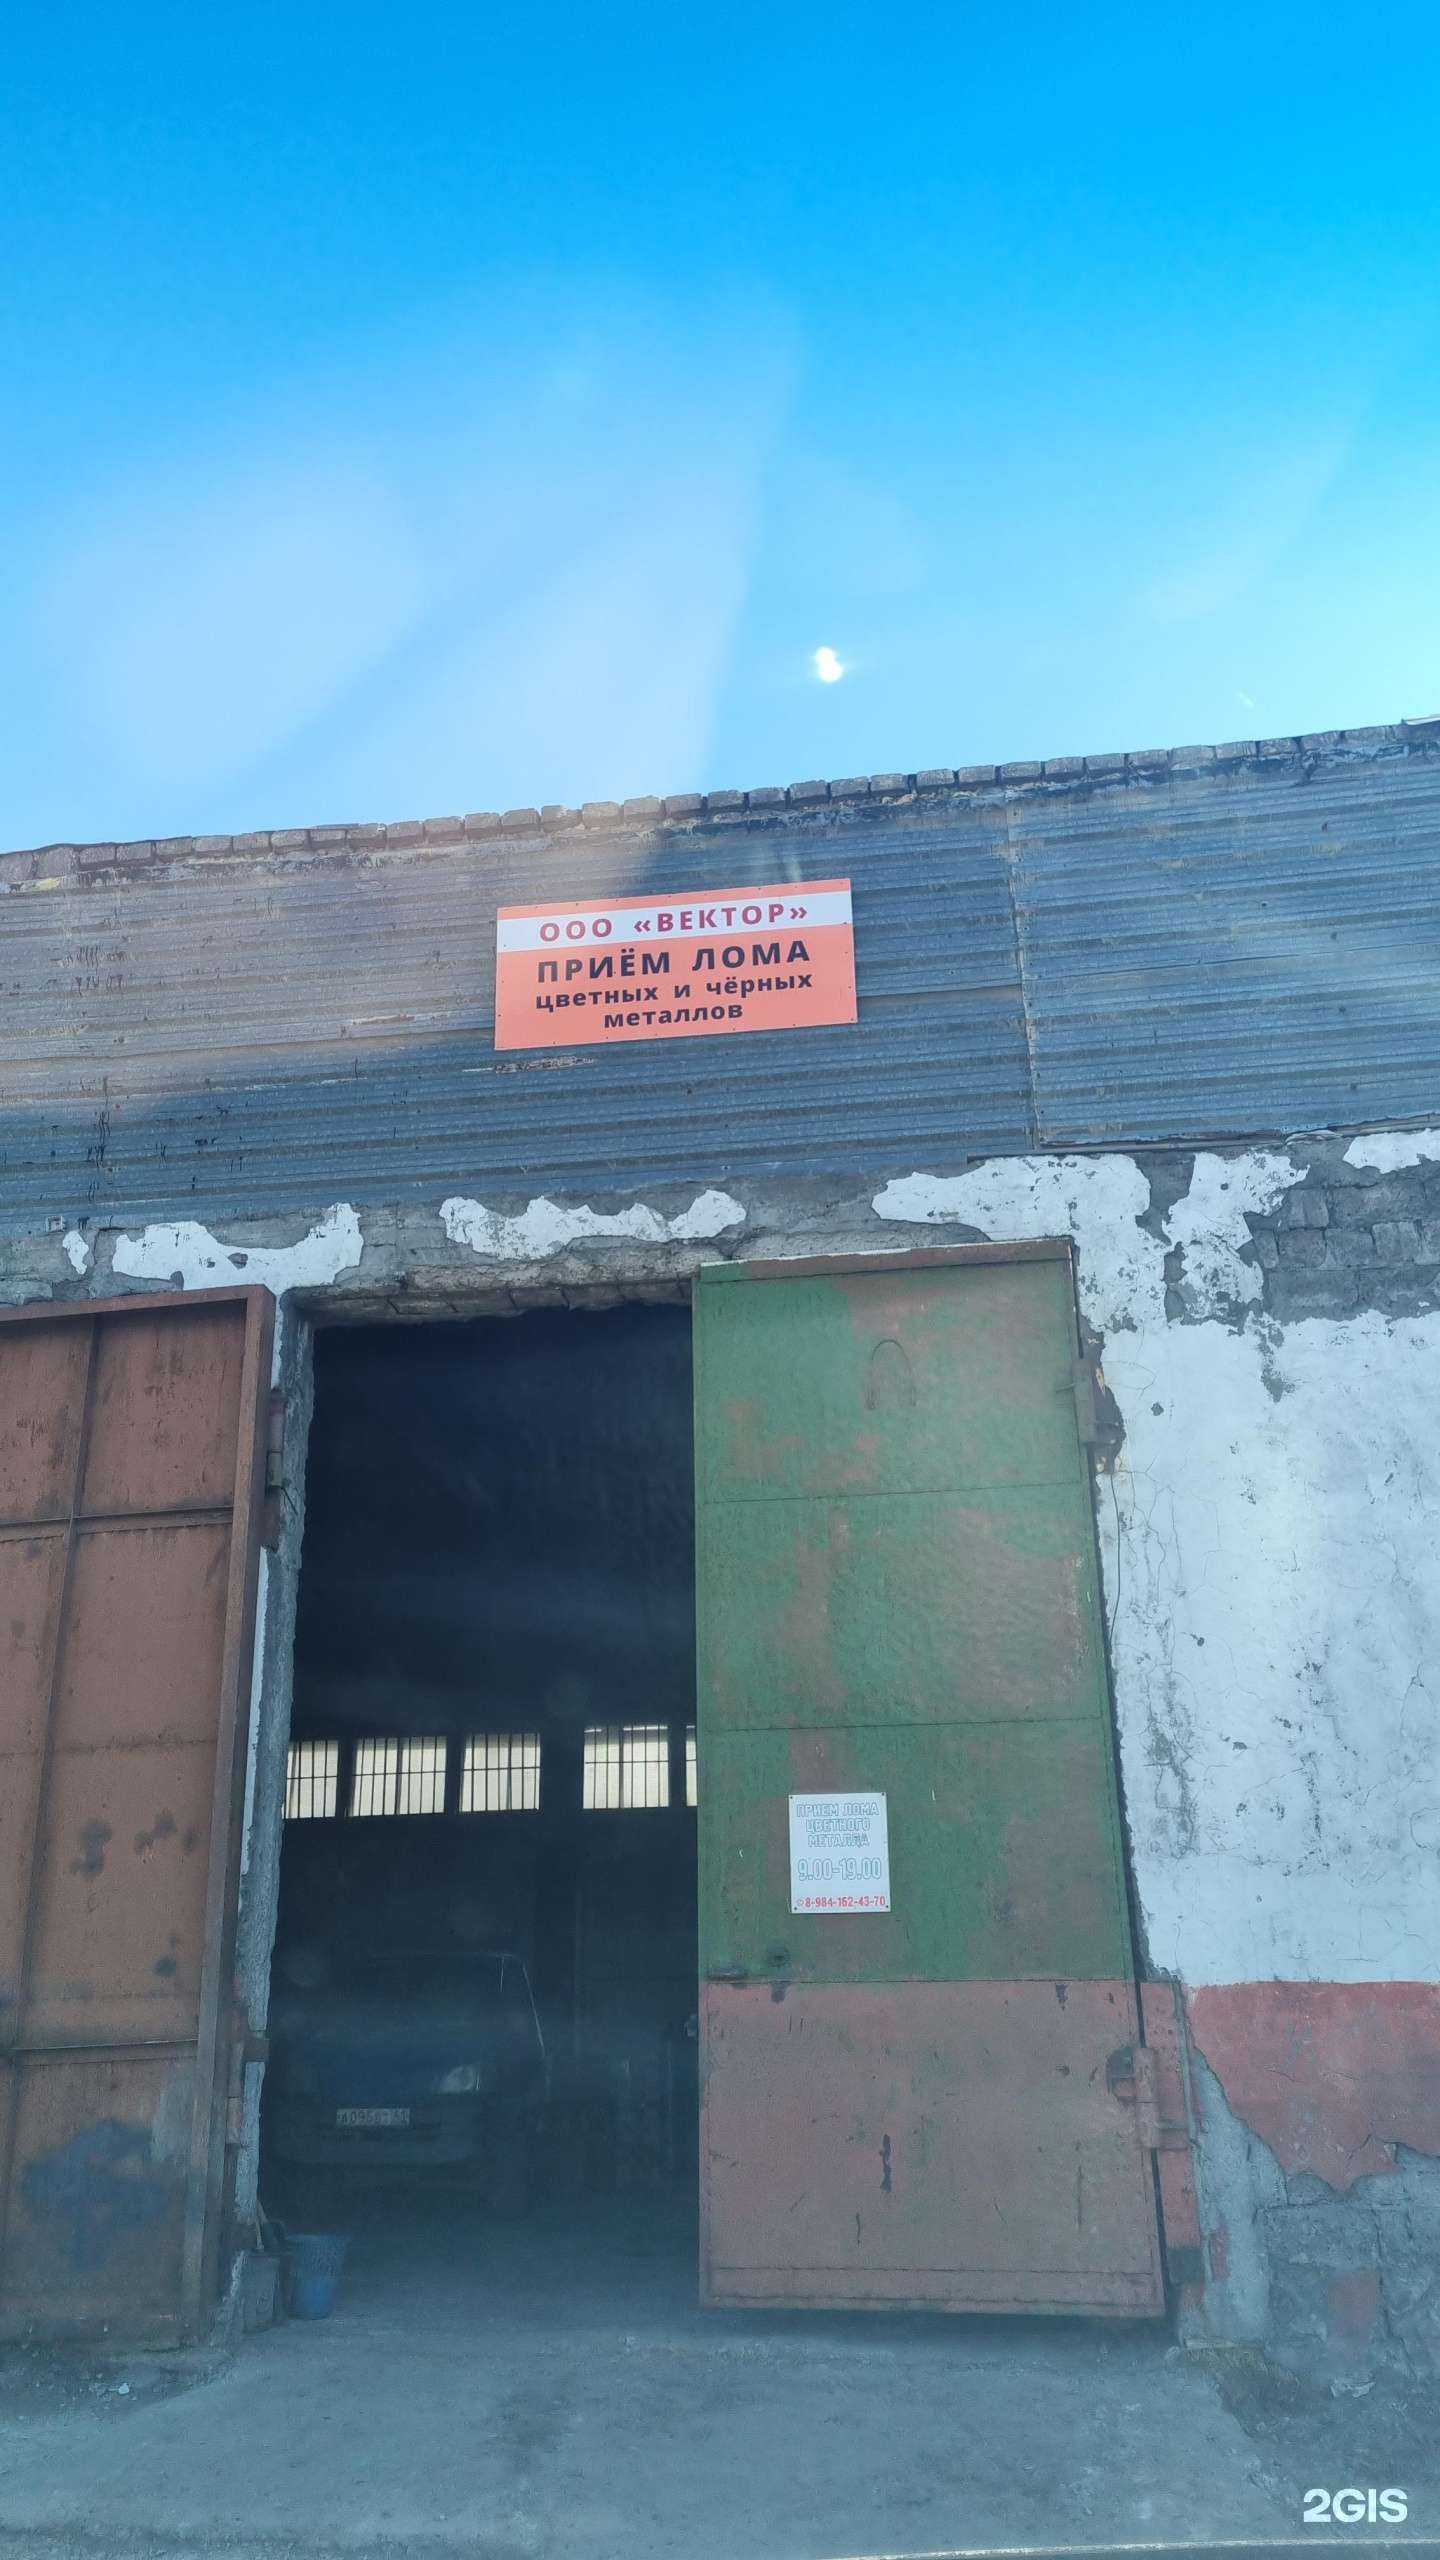 ООО «ВЕКТОР»
ПРИЁМ ЛОМА
цветных и чёрных
металлов
ПРИЕМ ЛОМА
ЦВЕТНОГО
МЕТАЛЛА
9.00-19.00
8-984-162-43-70
2GIS